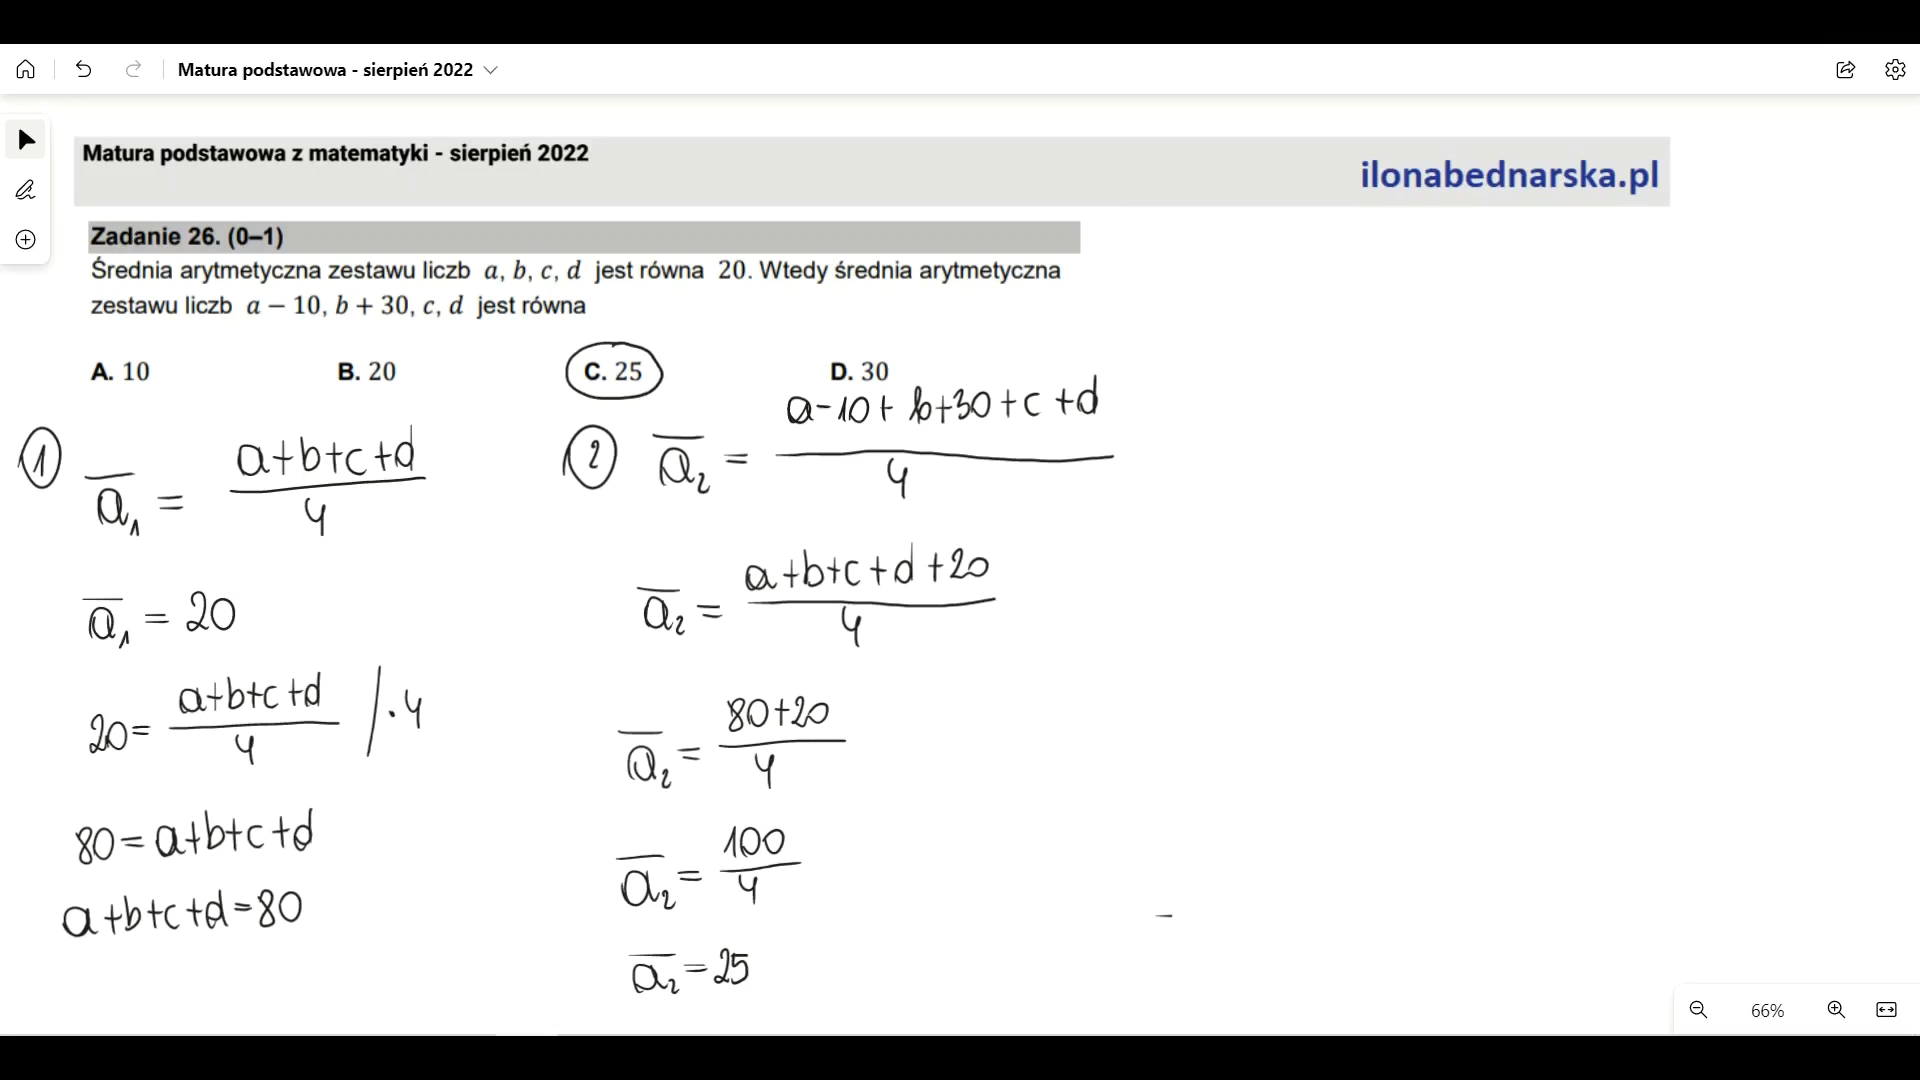 Matura podstawowa - sierpień 2022
Matura podstawowa z matematyki - sierpień 2022
ilonabednarska.pl
Zadanie 26. (0–1)
Średnia arytmetyczna zestawu liczb a, b, c, d jest równa 20. Wtedy średnia arytmetyczna
zestawu liczb a − 10, b + 30, c, d jest równa
A. 10 B. 20 C. 25 D. 30
① a̅₁ = (a+b+c+d)/4
a̅₁ = 20
20 = (a+b+c+d)/4 /·4
80 = a+b+c+d
a+b+c+d = 80
② a̅₂ = (a-10+b+30+c+d)/4
a̅₂ = (a+b+c+d+20)/4
a̅₂ = (80+20)/4
a̅₂ = 100/4
a̅₂ = 25
66%